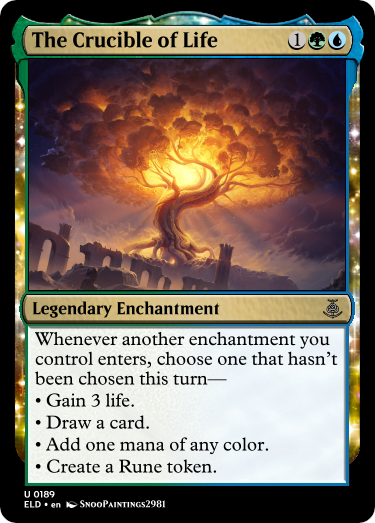 The Crucible of Life 1
Legendary Enchantment
Whenever another enchantment you
control enters, choose one that hasn't
been chosen this turn—
• Gain 3 life.
• Draw a card.
• Add one mana of any color.
• Create a Rune token.
U 0189
ELD • en SnooPaintings2981